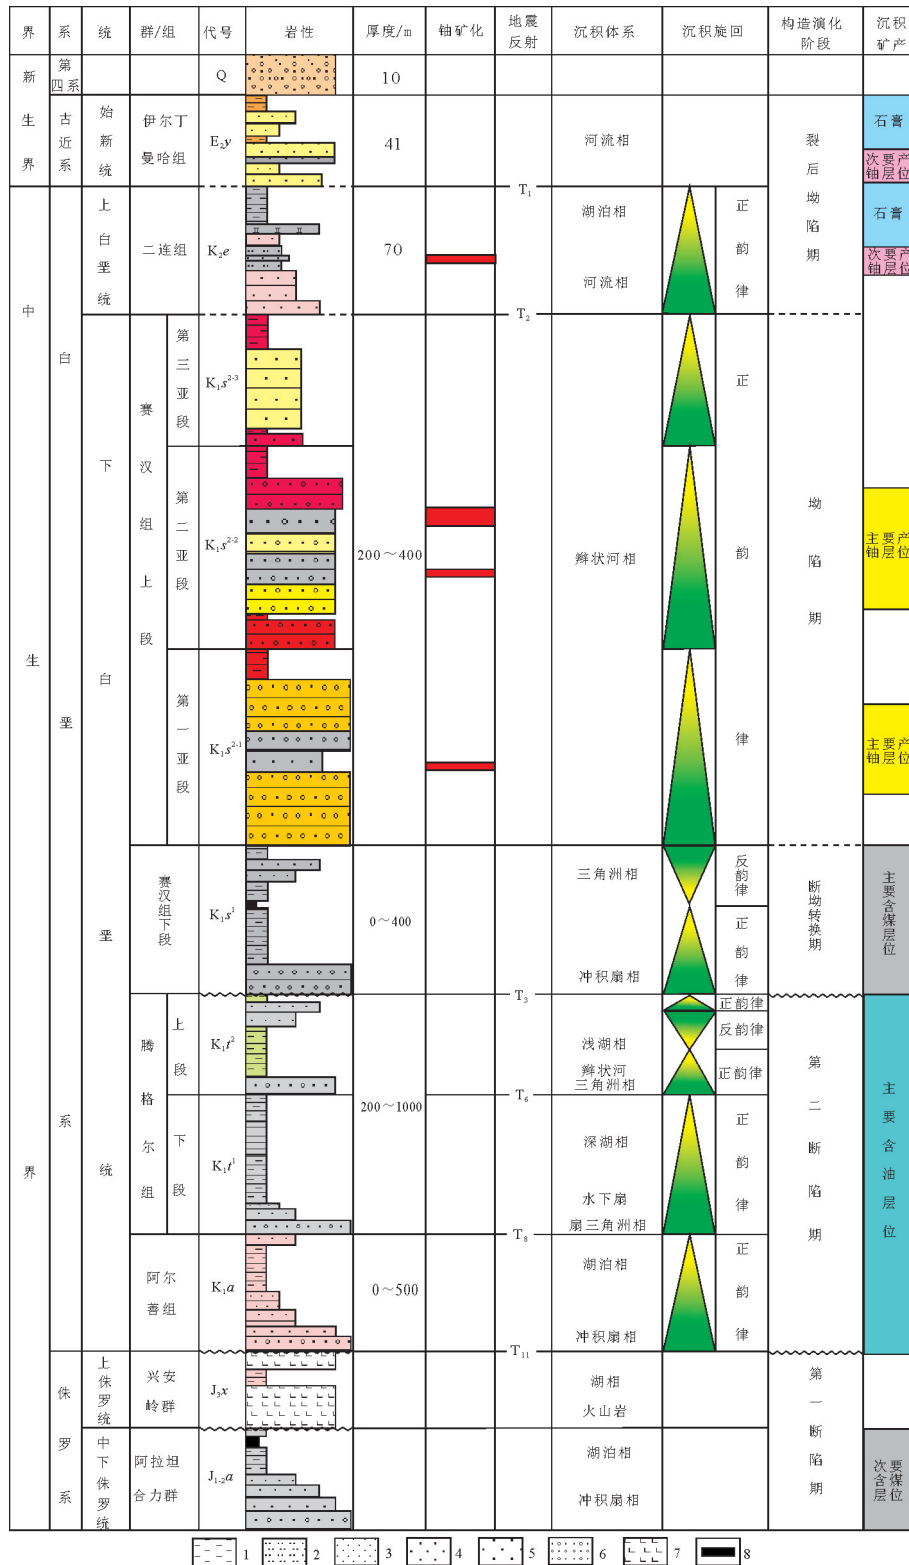 界 系 统 群/组 代号 岩性 厚度/m 铀矿化 地震反射 沉积体系 沉积旋回 构造演化阶段 沉积矿产
新生界
第四系 Q 10
古近系 始新统 伊尔丁曼哈组 E₂y 41 河流相 裂后坳陷期 石膏
次要产铀层位
T₁
中生界
白垩系
上白垩统 二连组 K₂e 70 湖泊相 正韵律 石膏
河流相 次要产铀层位
T₂
下白垩统
赛汉组上段 第三亚段 K₁s²⁻³ 正韵律
第二亚段 K₁s²⁻² 200～400 辫状河相 坳陷期 主要产铀层位
第一亚段 K₁s²⁻¹ 主要产铀层位
赛汉组下段 K₁s¹ 0～400 三角洲相 反韵律 断坳转换期 主要含煤层位
冲积扇相 正韵律
T₃
腾格尔组 上段 K₁t² 浅湖相 正韵律 第二断陷期 主要含油层位
反韵律
辫状河三角洲相 正韵律
200～1000 T₆
下段 K₁t¹ 深湖相 正韵律
水下扇
扇三角洲相
T₈
阿尔善组 K₁a 0～500 湖泊相 正韵律
冲积扇相
T₁₁
侏罗系
上侏罗统 兴安岭群 J₃x 湖相 第一断陷期
火山岩
中下侏罗统 阿拉坦合力群 J₁₋₂a 湖泊相 次要含煤层位
冲积扇相
1 2 3 4 5 6 7 8